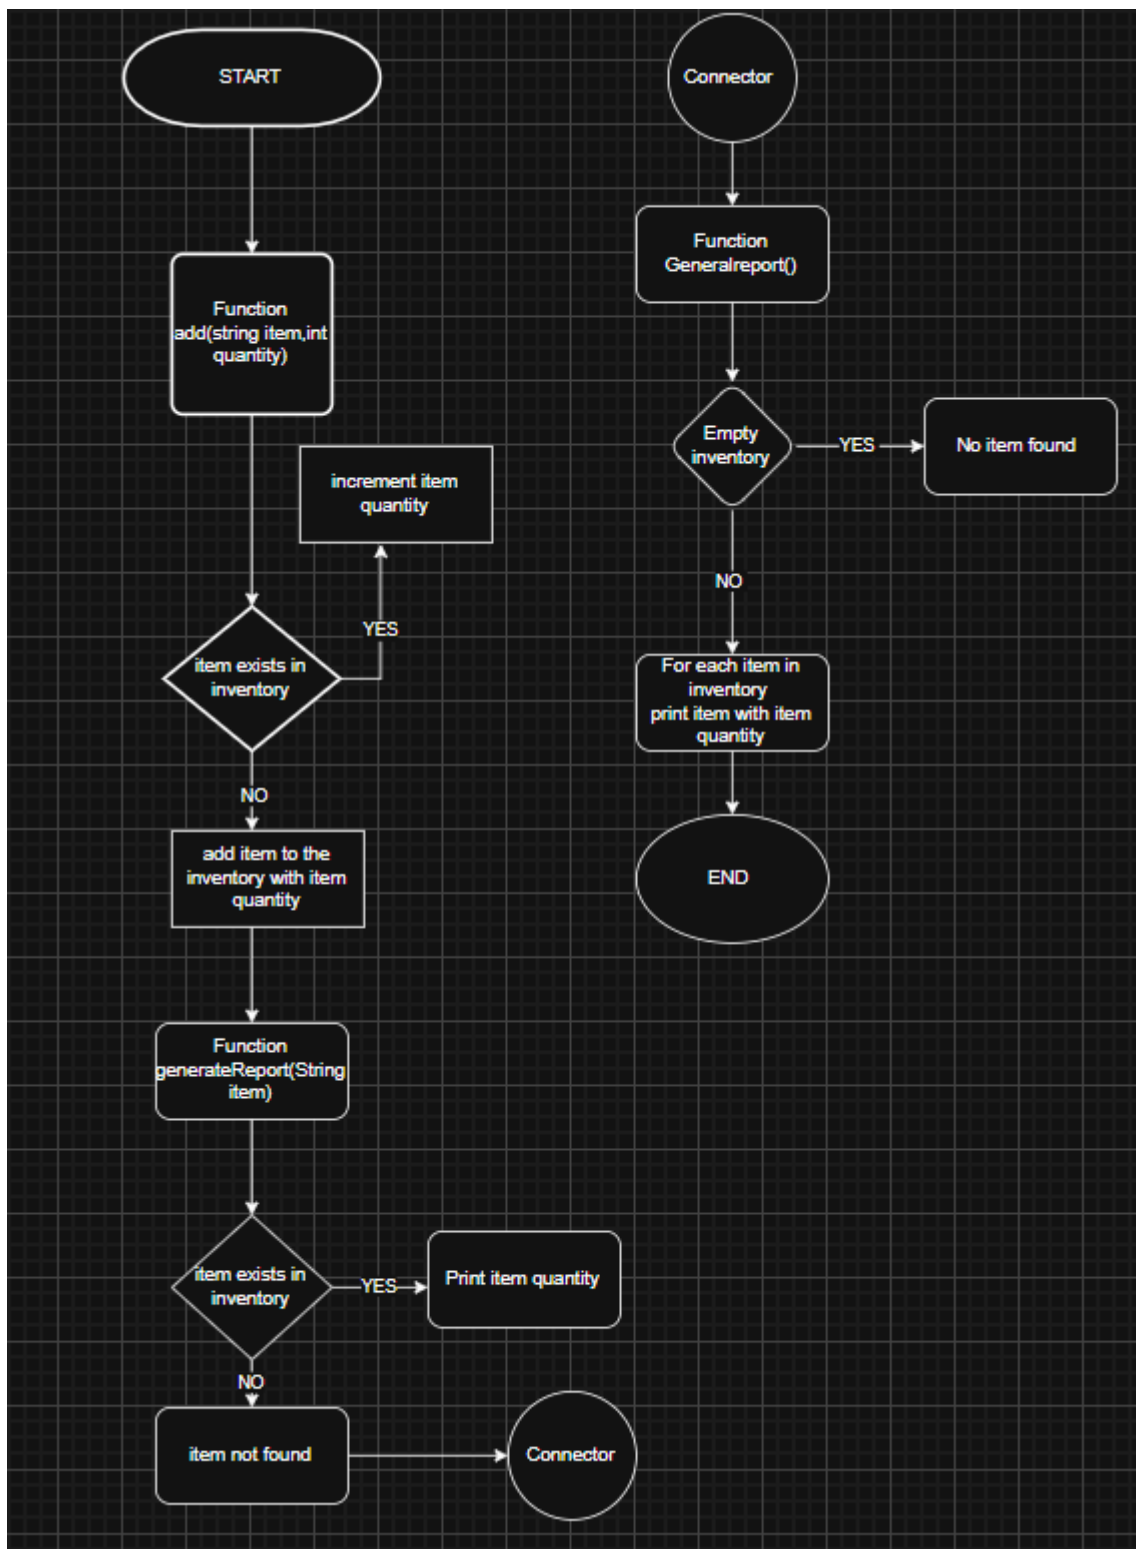 START
Function
add(string item,int
quantity)
increment item
quantity
YES
item exists in
inventory
NO
add item to the
inventory with item
quantity
Function
generateReport(String
item)
item exists in
inventory
YES
Print item quantity
NO
item not found
Connector
Connector
Function
Generalreport()
Empty
inventory
YES
No item found
NO
For each item in
inventory
print item with item
quantity
END